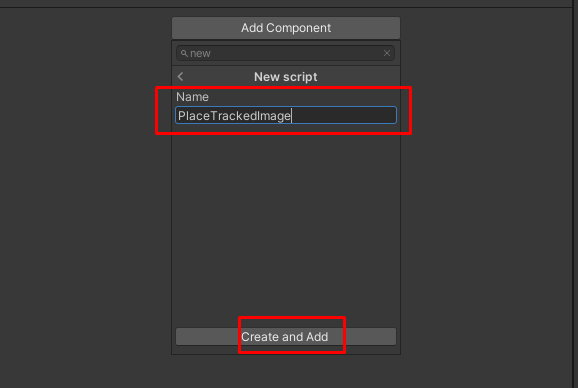 Add Component
new
New script
Name
PlaceTrackedImage
Create and Add